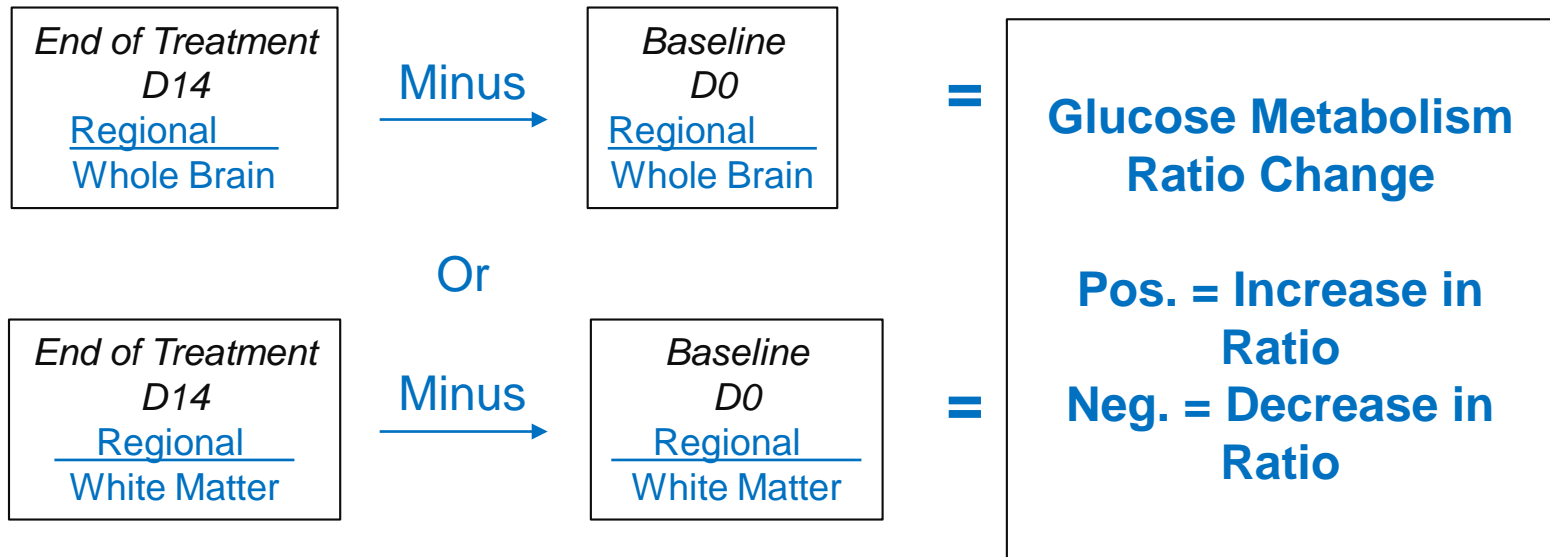 End of Treatment
D14
Regional
Whole Brain
Minus
Baseline
D0
Regional
Whole Brain
=
Or
End of Treatment
D14
Regional
White Matter
Minus
Baseline
D0
Regional
White Matter
=
Glucose Metabolism
Ratio Change
Pos. = Increase in
Ratio
Neg. = Decrease in
Ratio